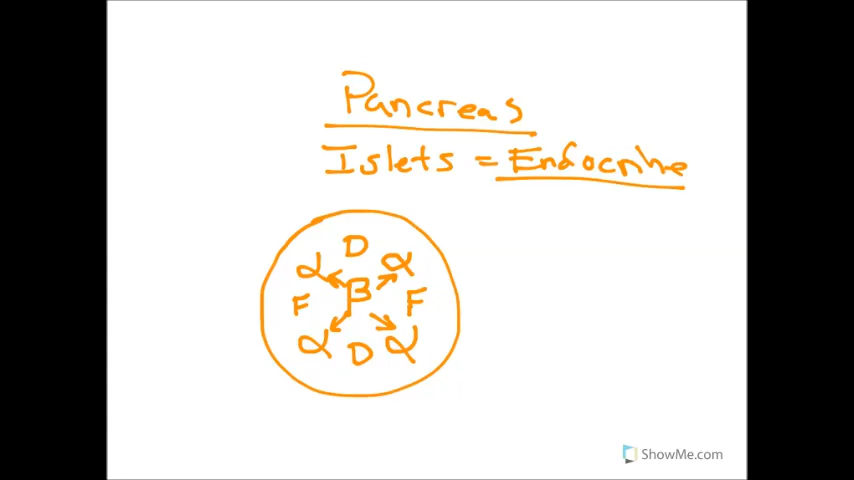 Pancreas
Islets = Endocrine
D
α α
F β F
α D α
ShowMe.com